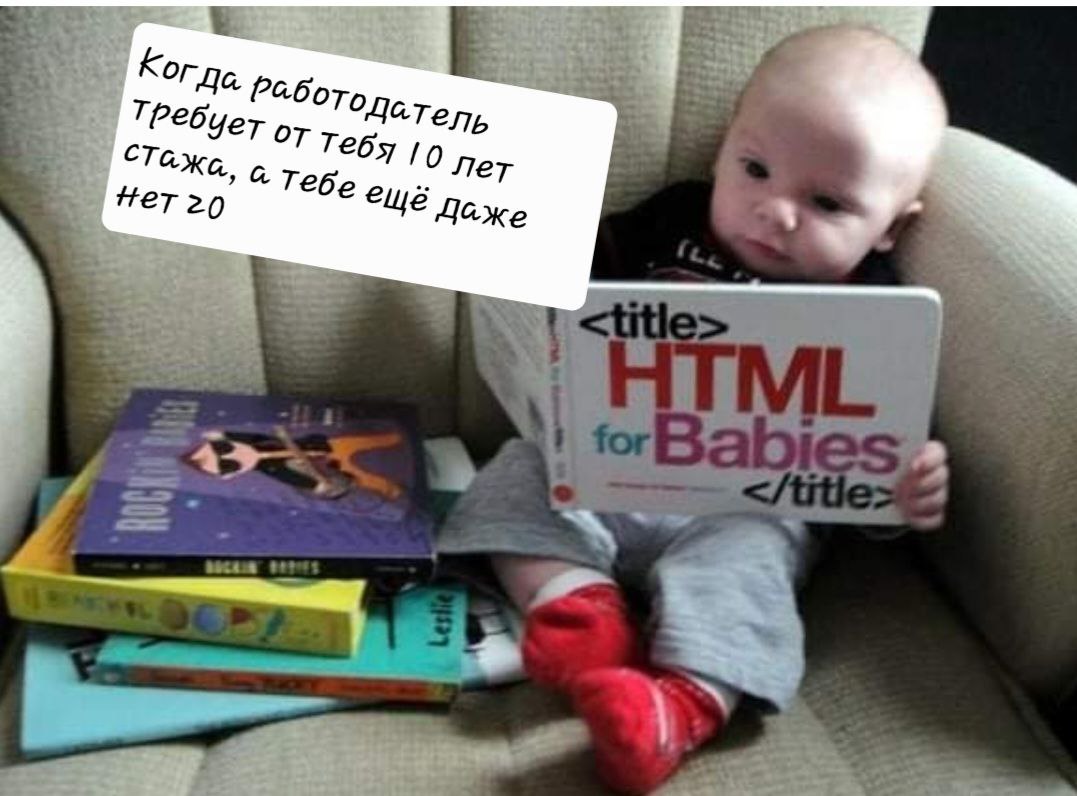 Когда работодатель
требует от тебя 10 лет
стажа, а тебе ещё даже
нет 20
<title>
HTML
for Babies
</title>
ROCKIN' BABIES
ROCKIN' BABIES
Leslie